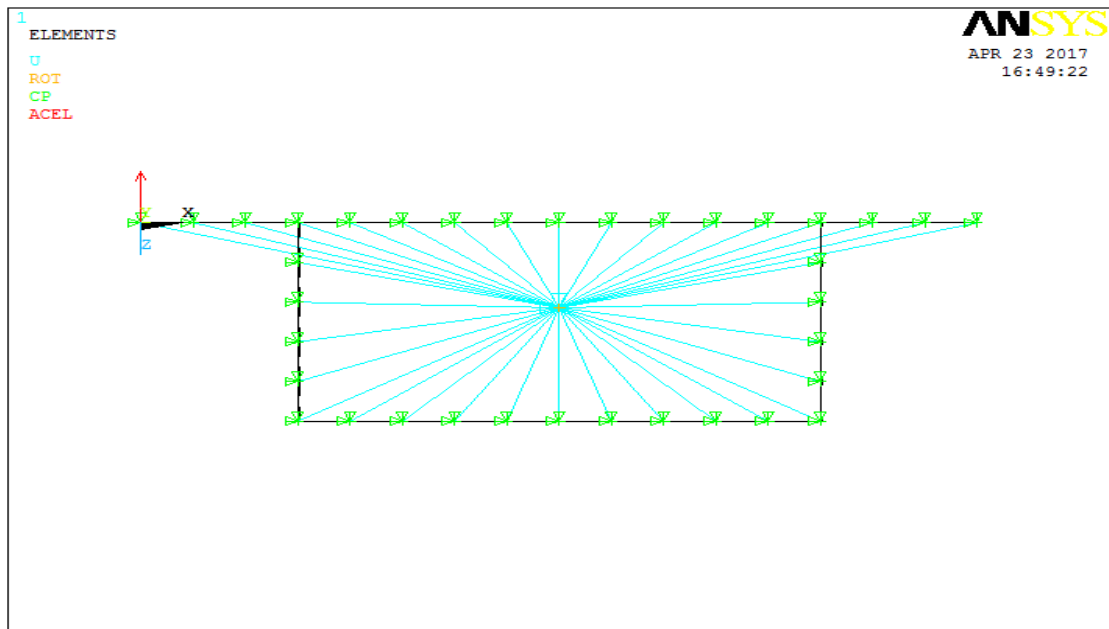 1
ELEMENTS
U
ROT
CP
ACEL
ANSYS
APR 23 2017
16:49:22
Y
X
Z